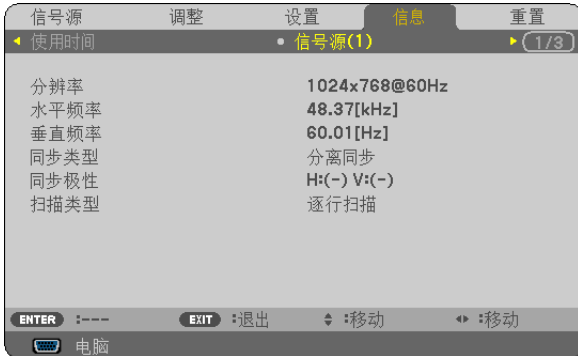 信号源 调整 设置 信息 重置
使用时间 信号源(1) 1/3
分辨率 1024x768@60Hz
水平频率 48.37[kHz]
垂直频率 60.01[Hz]
同步类型 分离同步
同步极性 H:(-) V:(-)
扫描类型 逐行扫描
ENTER :--- EXIT :退出 :移动 :移动
电脑